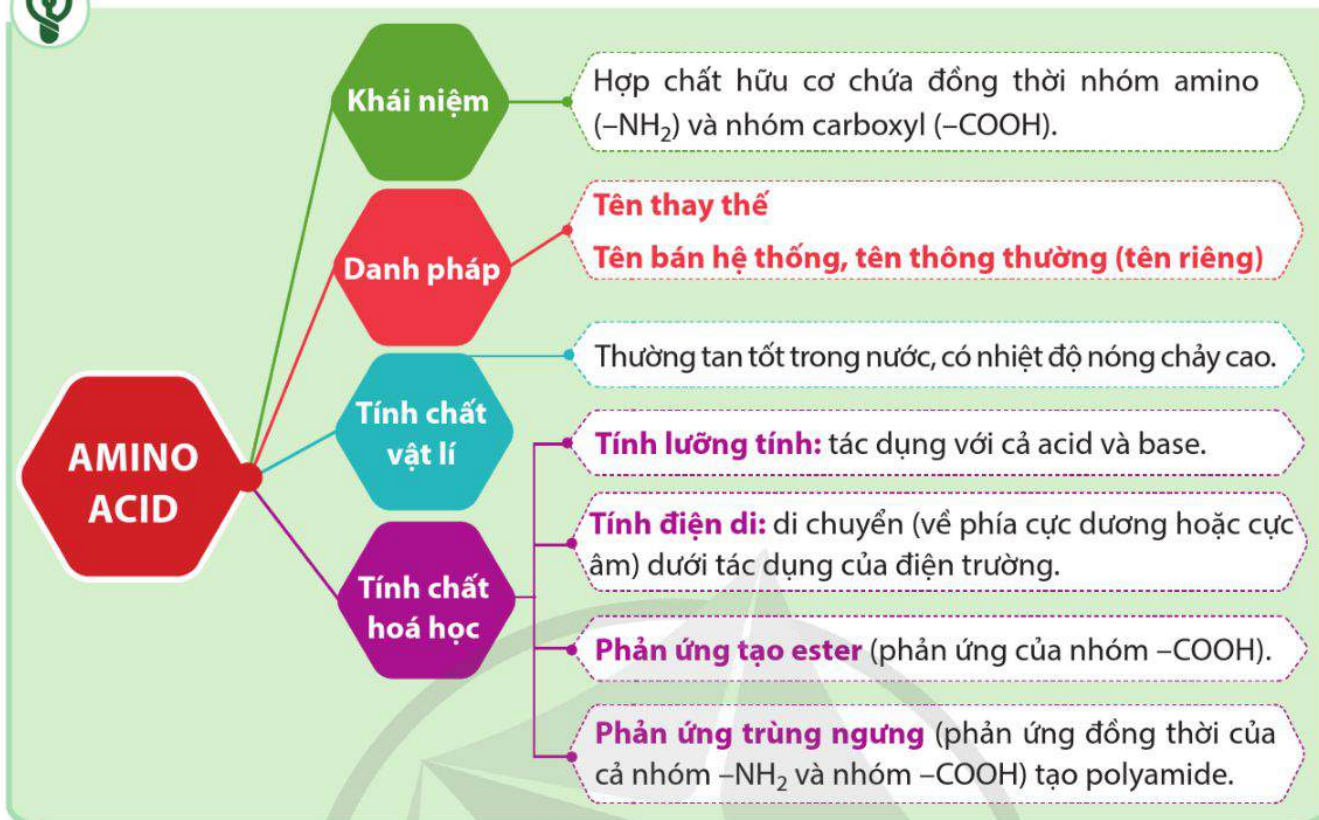 AMINO
ACID
Khái niệm
Hợp chất hữu cơ chứa đồng thời nhóm amino
(–NH₂) và nhóm carboxyl (–COOH).
Danh pháp
Tên thay thế
Tên bán hệ thống, tên thông thường (tên riêng)
Tính chất
vật lí
Thường tan tốt trong nước, có nhiệt độ nóng chảy cao.
Tính chất
hoá học
Tính lưỡng tính: tác dụng với cả acid và base.
Tính điện di: di chuyển (về phía cực dương hoặc cực
âm) dưới tác dụng của điện trường.
Phản ứng tạo ester (phản ứng của nhóm –COOH).
Phản ứng trùng ngưng (phản ứng đồng thời của
cả nhóm –NH₂ và nhóm –COOH) tạo polyamide.